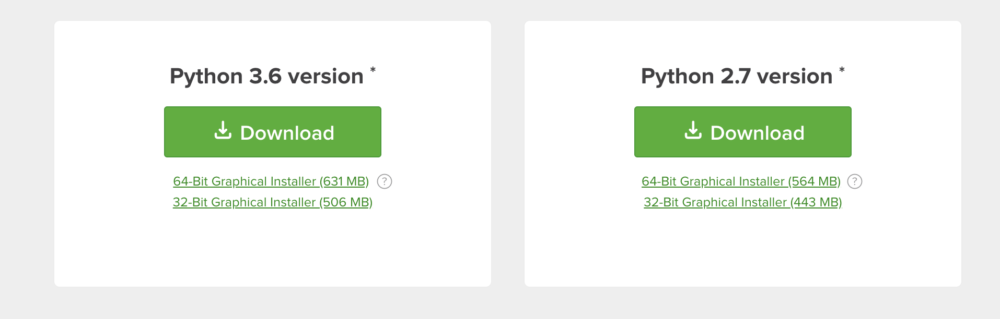 Python 3.6 version *
Download
64-Bit Graphical Installer (631 MB) ?
32-Bit Graphical Installer (506 MB)
Python 2.7 version *
Download
64-Bit Graphical Installer (564 MB) ?
32-Bit Graphical Installer (443 MB)